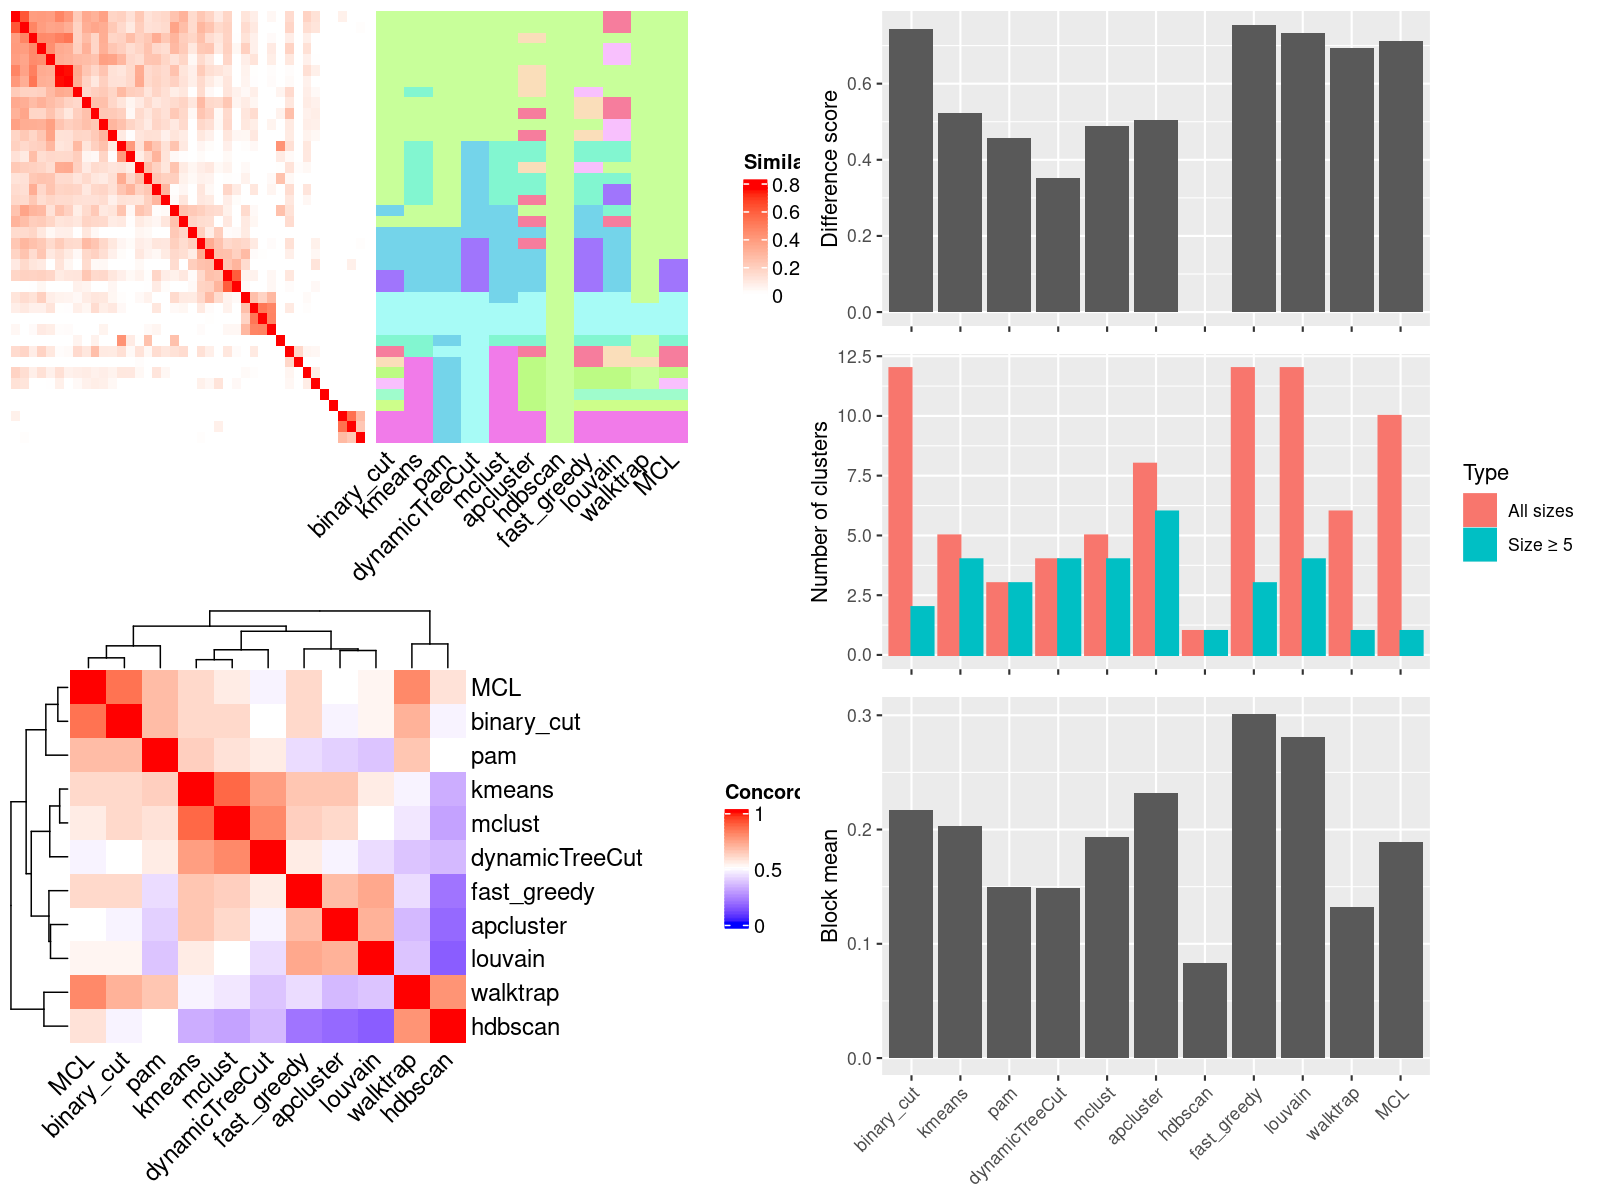 Simila
0.8
0.6
0.4
0.2
0
binary_cut
kmeans
pam
dynamicTreeCut
mclust
apcluster
hdbscan
fast_greedy
louvain
walktrap
MCL
MCL
binary_cut
pam
kmeans
mclust
dynamicTreeCut
fast_greedy
apcluster
louvain
walktrap
hdbscan
MCL
binary_cut
pam
kmeans
mclust
dynamicTreeCut
fast_greedy
apcluster
louvain
walktrap
hdbscan
Concord
1
0.5
0
Difference score
0.6
0.4
0.2
0.0
Number of clusters
12.5
10.0
7.5
5.0
2.5
0.0
Type
All sizes
Size ≥ 5
Block mean
0.3
0.2
0.1
0.0
binary_cut
kmeans
pam
dynamicTreeCut
mclust
apcluster
hdbscan
fast_greedy
louvain
walktrap
MCL